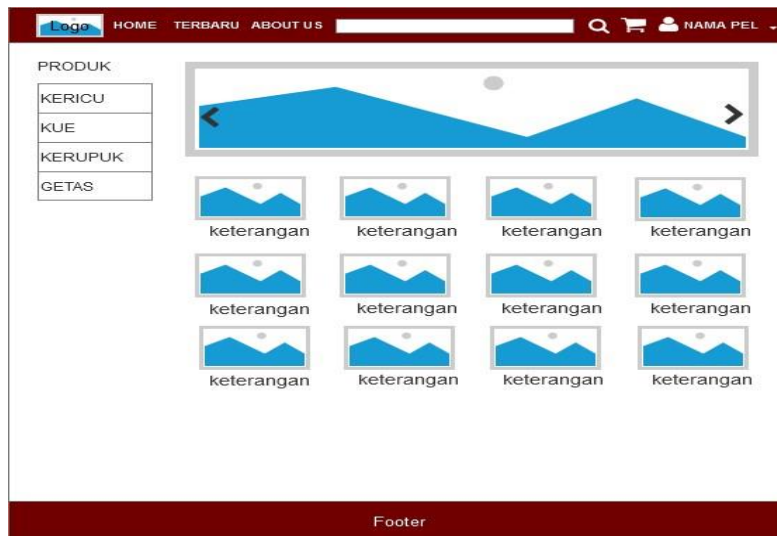 Logo HOME TERBARU ABOUT US NAMA PEL
PRODUK
KERICU
KUE
KERUPUK
GETAS
keterangan keterangan keterangan keterangan
keterangan keterangan keterangan keterangan
keterangan keterangan keterangan keterangan
Footer